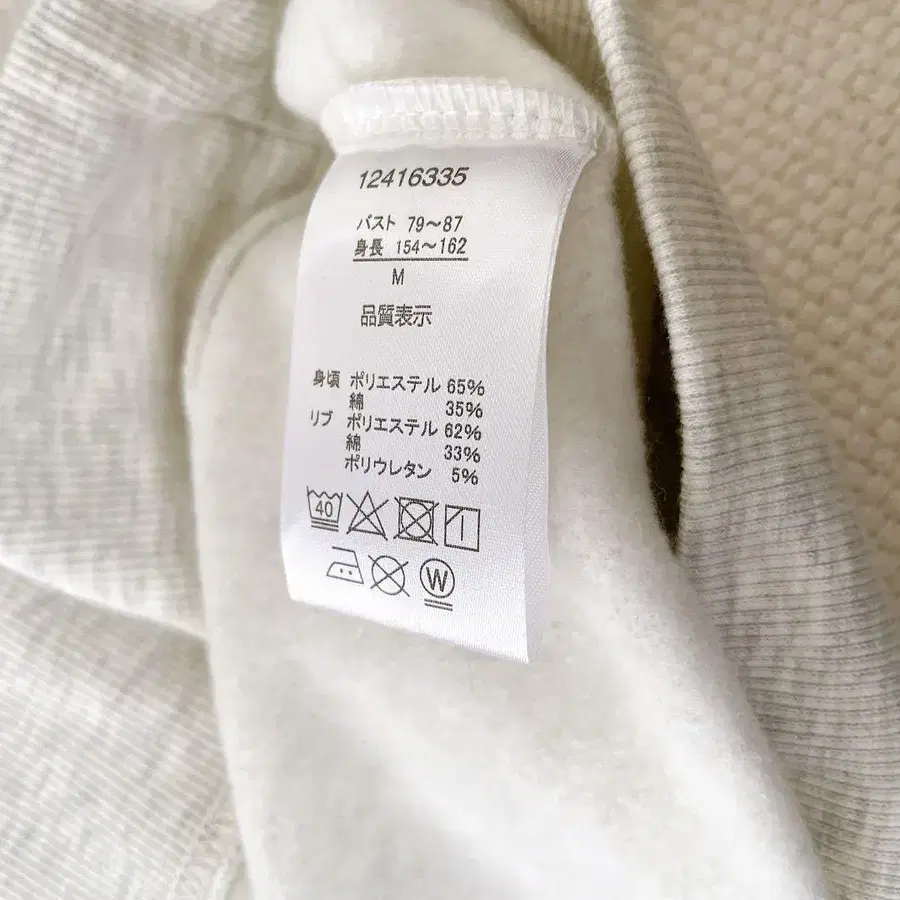 12416335
バスト 79～87
身長 154～162
M
品質表示
身頃 ポリエステル 65%
綿 35%
リブ ポリエステル 62%
綿 33%
ポリウレタン 5%
40
W